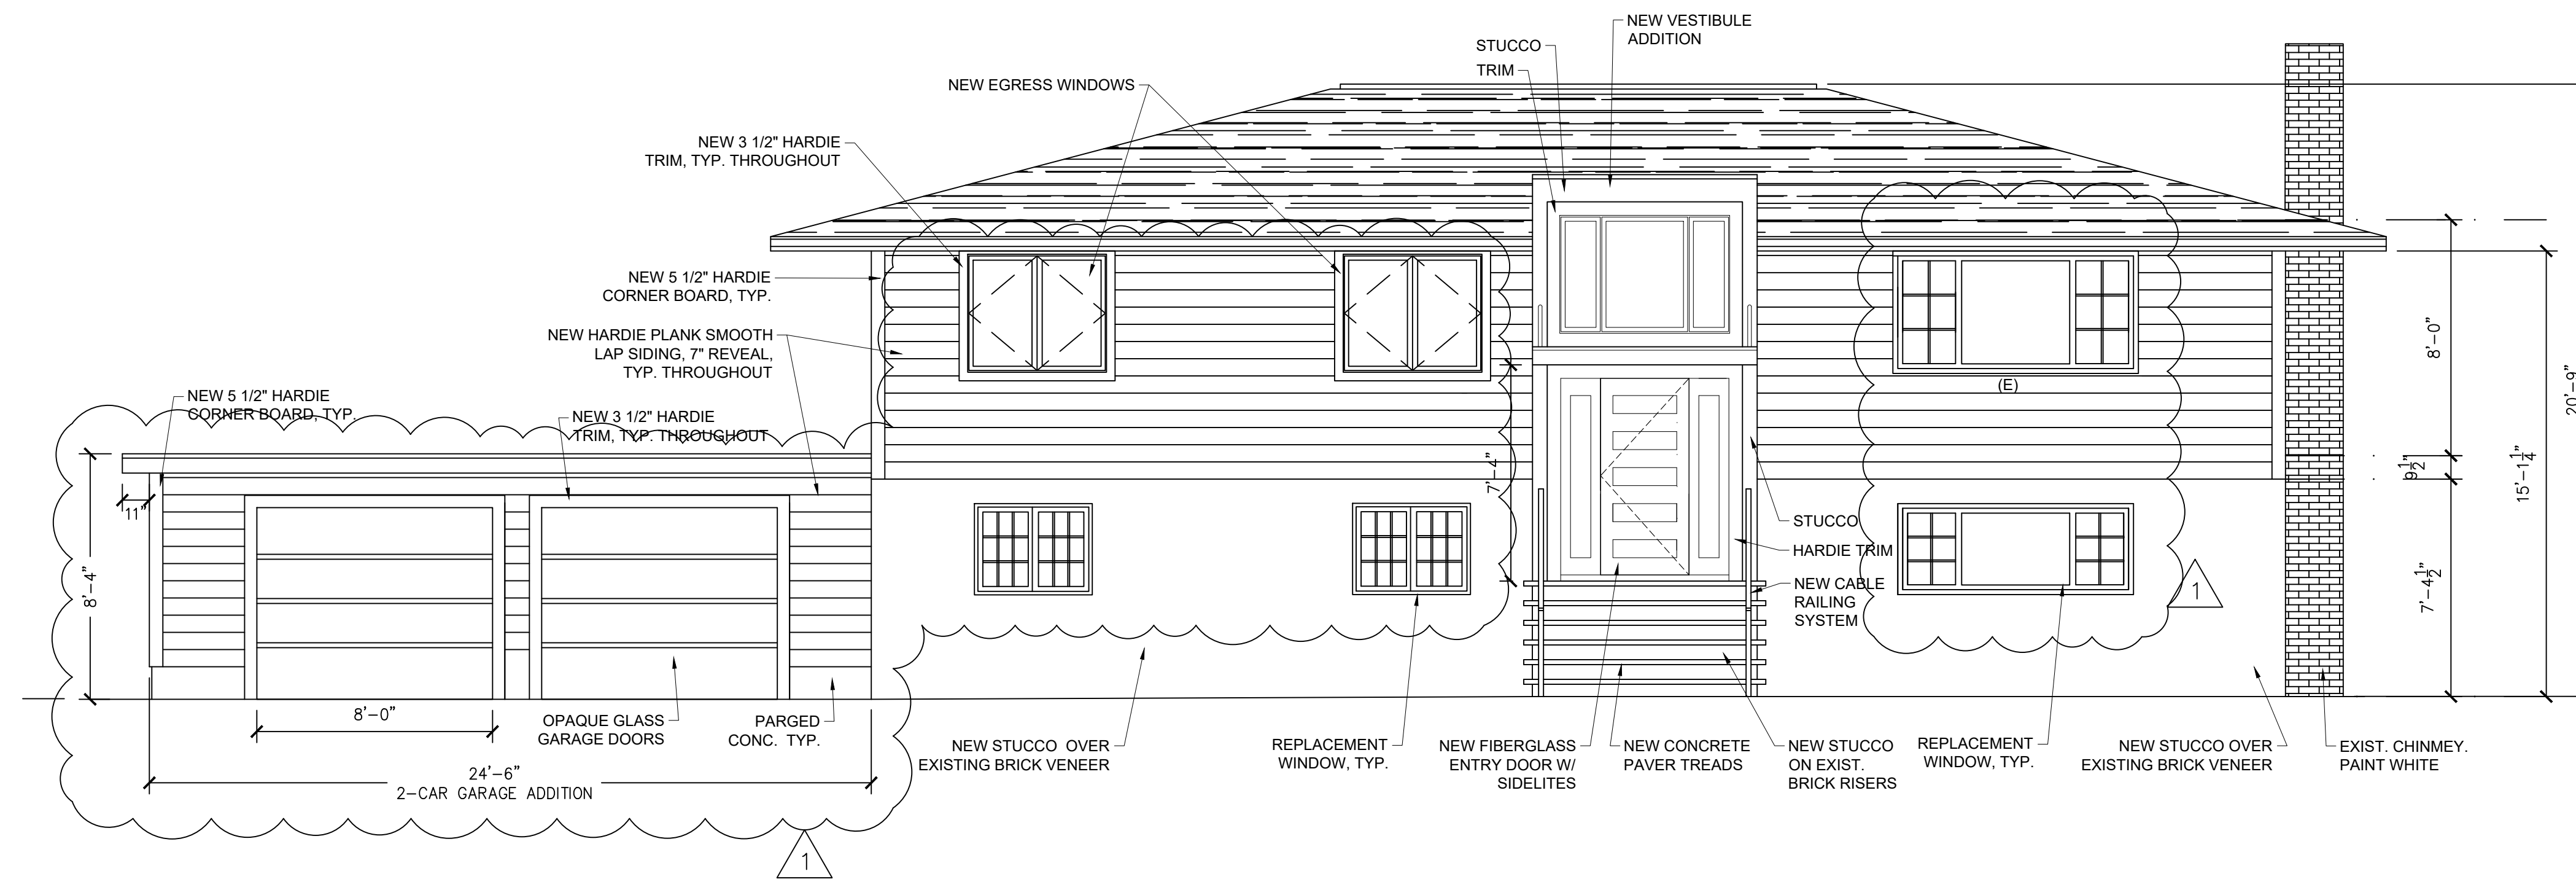 NEW VESTIBULE
ADDITION
STUCCO
TRIM
NEW EGRESS WINDOWS
NEW 3 1/2" HARDIE
TRIM, TYP. THROUGHOUT
NEW 5 1/2" HARDIE
CORNER BOARD, TYP.
NEW HARDIE PLANK SMOOTH
LAP SIDING, 7" REVEAL,
TYP. THROUGHOUT
NEW 5 1/2" HARDIE
CORNER BOARD, TYP.
NEW 3 1/2" HARDIE
TRIM, TYP. THROUGHOUT
(E)
8'-0"
20'-9"
9 1/2"
15'-1 1/4"
7'-4 1/2"
7'-4"
11"
8'-4"
STUCCO
HARDIE TRIM
NEW CABLE
RAILING
SYSTEM
1
8'-0"
OPAQUE GLASS
GARAGE DOORS
PARGED
CONC. TYP.
24'-6"
2-CAR GARAGE ADDITION
NEW STUCCO OVER
EXISTING BRICK VENEER
REPLACEMENT
WINDOW, TYP.
NEW FIBERGLASS
ENTRY DOOR W/
SIDELITES
NEW CONCRETE
PAVER TREADS
NEW STUCCO
ON EXIST.
BRICK RISERS
REPLACEMENT
WINDOW, TYP.
NEW STUCCO OVER
EXISTING BRICK VENEER
EXIST. CHINMEY.
PAINT WHITE
1